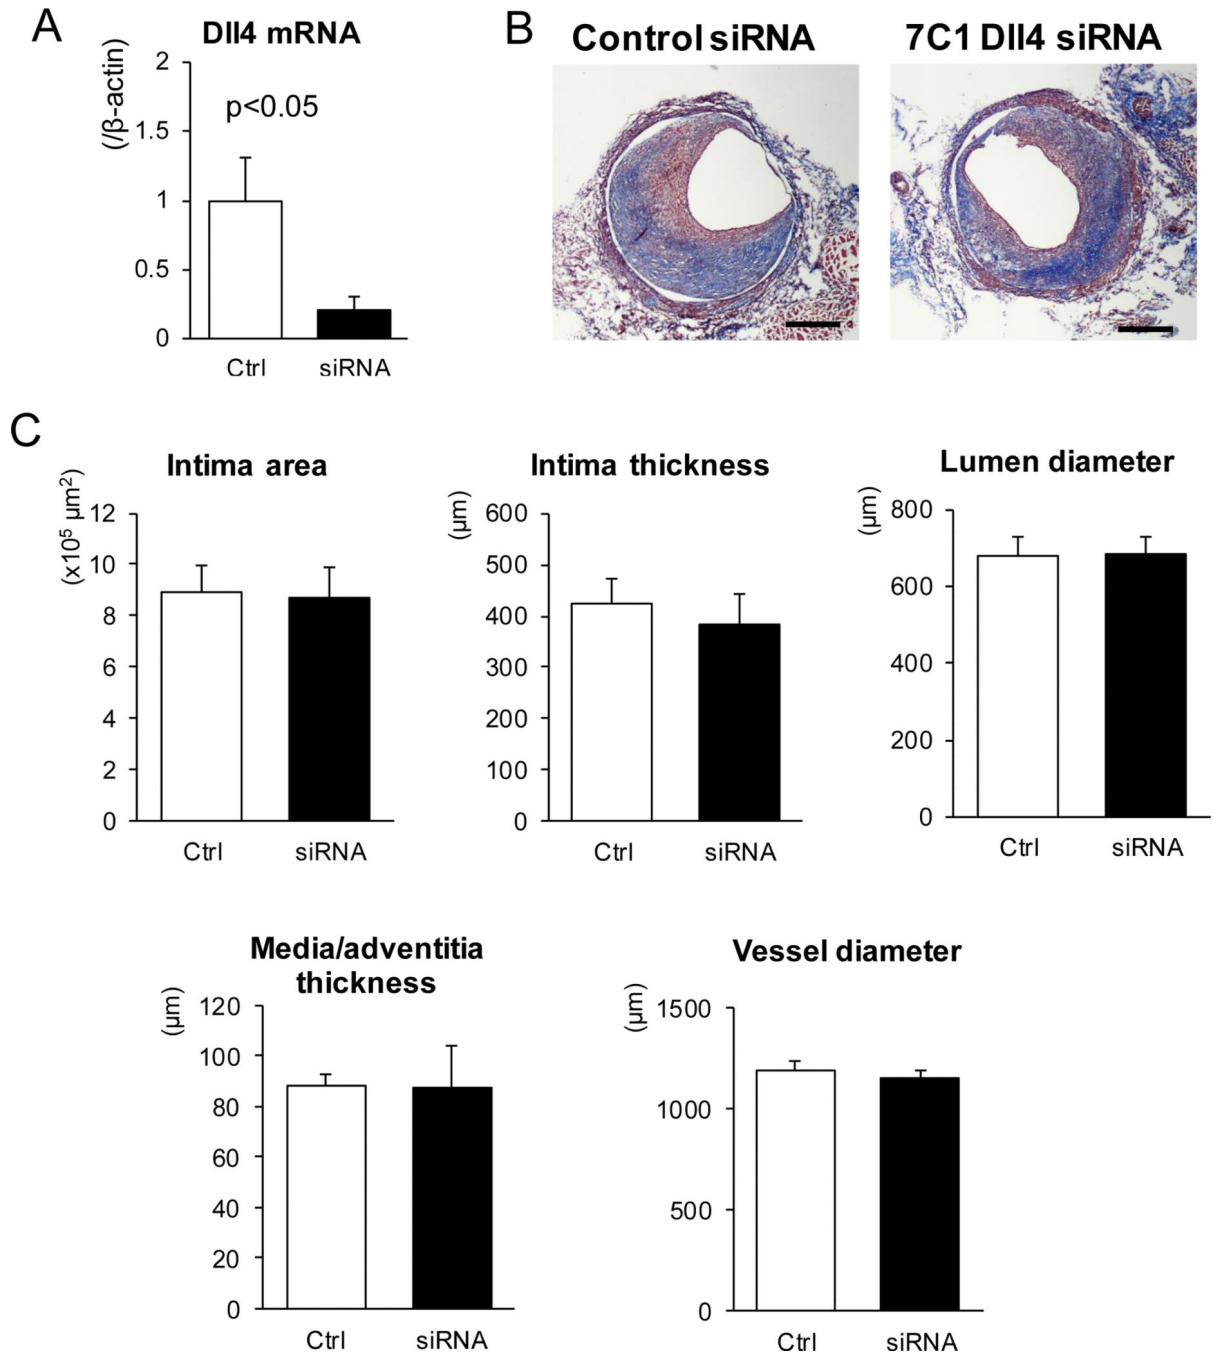 A
Dll4 mRNA
(/β-actin)
2
1.5
1
0.5
0
p<0.05
Ctrl
siRNA
B
Control siRNA
7C1 Dll4 siRNA
C
Intima area
(x10⁵ µm²)
12
10
8
6
4
2
0
Ctrl
siRNA
Intima thickness
(µm)
600
500
400
300
200
100
0
Ctrl
siRNA
Lumen diameter
(µm)
800
600
400
200
0
Ctrl
siRNA
Media/adventitia
thickness
(µm)
120
100
80
60
40
20
0
Ctrl
siRNA
Vessel diameter
(µm)
1500
1000
500
0
Ctrl
siRNA